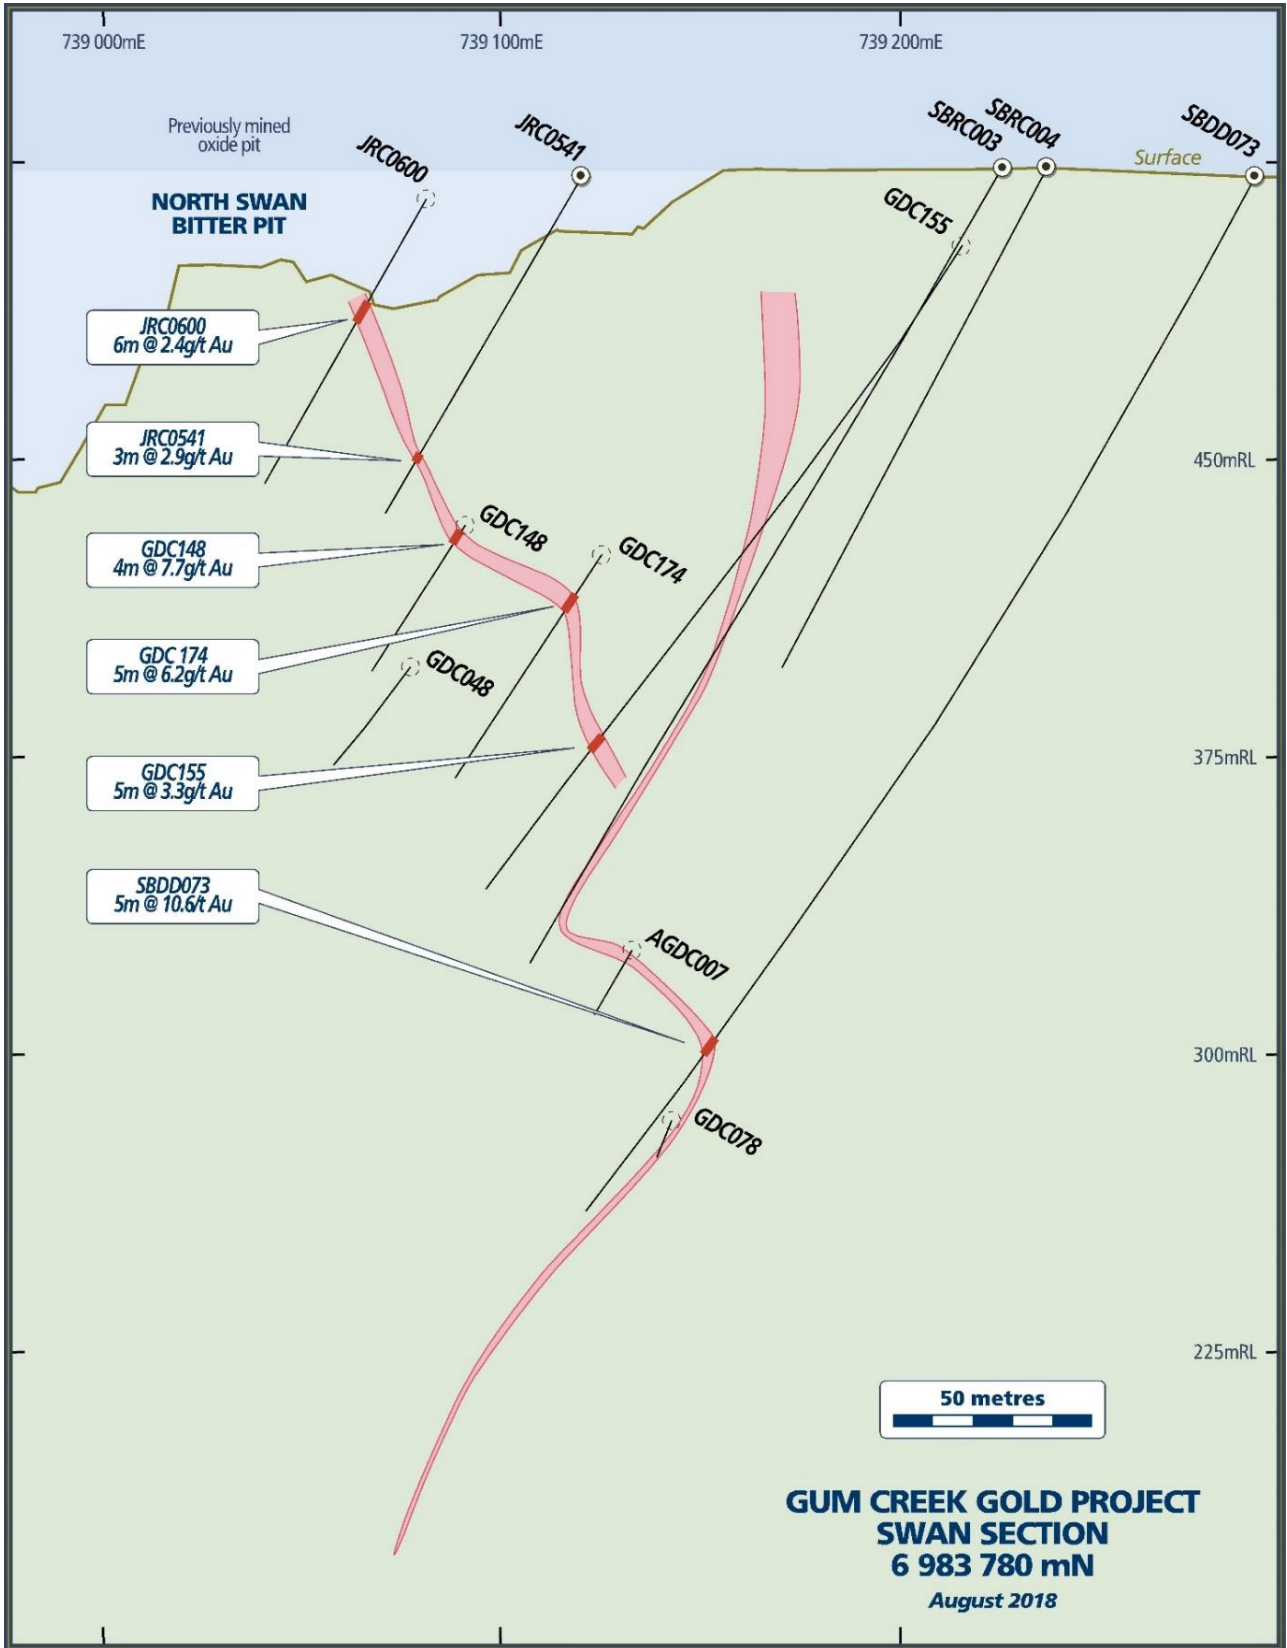 739 000mE
739 100mE
739 200mE
Previously mined
oxide pit
JRC0600
JRC0541
SBRC003
SBRC004
SBDD073
Surface
NORTH SWAN
BITTER PIT
GDC155
JRC0600
6m @ 2.4g/t Au
JRC0541
3m @ 2.9g/t Au
450mRL
GDC148
GDC174
GDC148
4m @ 7.7g/t Au
GDC 174
5m @ 6.2g/t Au
GDC048
GDC155
5m @ 3.3g/t Au
375mRL
SBDD073
5m @ 10.6/t Au
AGDC007
300mRL
GDC078
225mRL
50 metres
GUM CREEK GOLD PROJECT
SWAN SECTION
6 983 780 mN
August 2018